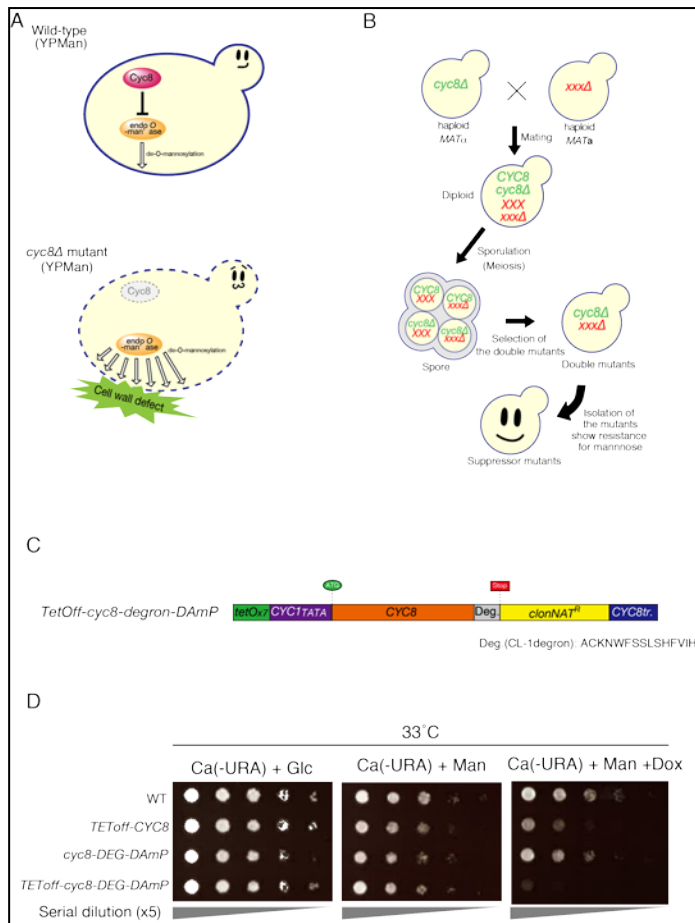 A
Wild-type
(YPMan)
Cyc8
endo O
-man'ase
de-O-mannosylation
cyc8Δ mutant
(YPMan)
Cyc8
endo O
-man'ase
de-O-mannosylation
Cell wall defect
B
cyc8Δ
xxxΔ
haploid
MATα
haploid
MATa
Mating
Diploid
CYC8
cyc8Δ
XXX
xxxΔ
Sporulation
(Meiosis)
CYC8
XXX
CYC8
xxxΔ
cyc8Δ
XXX
cyc8Δ
xxxΔ
Spore
Selection of
the double mutants
cyc8Δ
xxxΔ
Double mutants
Isolation of
the mutants
show resistance
for mannnose
Suppressor mutants
C
ATG
Stop
TetOff-cyc8-degron-DAmP
tetOx7 CYC1TATA CYC8 Deg. clonNATR CYC8tr.
Deg.(CL-1degron): ACKNWFSSLSHFVIH
D
33°C
Ca(-URA) + Glc Ca(-URA) + Man Ca(-URA) + Man +Dox
WT
TEToff-CYC8
cyc8-DEG-DAmP
TEToff-cyc8-DEG-DAmP
Serial dilution (x5)